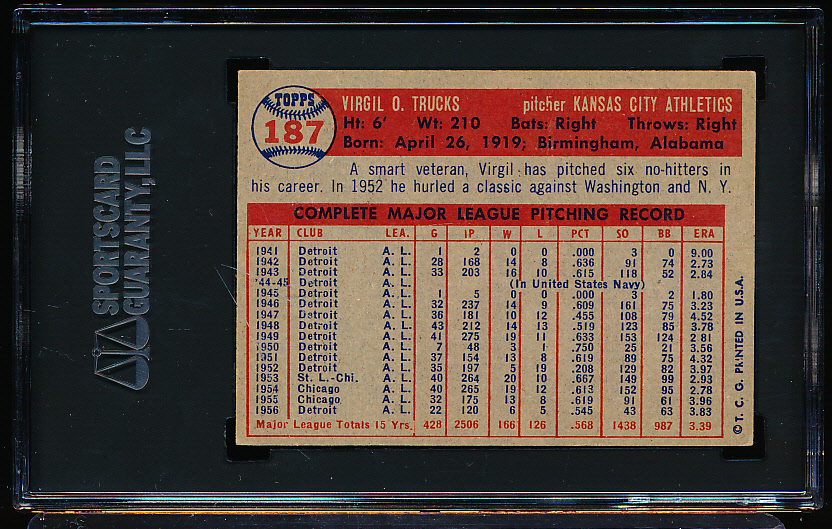 SPORTSCARD
GUARANTY, LLC
TOPPS
187
VIRGIL O. TRUCKS pitcher KANSAS CITY ATHLETICS
Ht: 6' Wt: 210 Bats: Right Throws: Right
Born: April 26, 1919; Birmingham, Alabama
A smart veteran, Virgil has pitched six no-hitters in
his career. In 1952 he hurled a classic against Washington and N. Y.
COMPLETE MAJOR LEAGUE PITCHING RECORD
YEAR CLUB LEA. G IP W L PCT SO BB ERA
1941 Detroit A. L. 1 2 0 0 .000 3 0 9.00
1942 Detroit A. L. 28 168 14 8 .636 91 74 2.73
1943 Detroit A. L. 33 203 16 10 .615 118 52 2.84
'44-45 Detroit A. L. (In United States Navy)
1945 Detroit A. L. 1 5 0 0 .000 3 2 1.80
1946 Detroit A. L. 32 237 14 9 .609 161 75 3.23
1947 Detroit A. L. 36 181 10 12 .455 108 79 4.52
1948 Detroit A. L. 43 212 14 13 .519 123 85 3.78
1949 Detroit A. L. 41 275 19 11 .633 153 124 2.81
1950 Detroit A. L. 7 48 3 1 .750 25 21 3.56
1951 Detroit A. L. 37 154 13 8 .619 89 75 4.32
1952 Detroit A. L. 35 197 5 19 .208 129 82 3.97
1953 St. L.-Chi. A. L. 40 264 20 10 .667 149 99 2.93
1954 Chicago A. L. 40 265 19 12 .613 152 95 2.78
1955 Chicago A. L. 32 175 13 8 .619 91 61 3.96
1956 Detroit A. L. 22 120 6 5 .545 43 63 3.83
Major League Totals 15 Yrs. 428 2506 166 126 .568 1438 987 3.39
© T. C. G. PRINTED IN U.S.A.